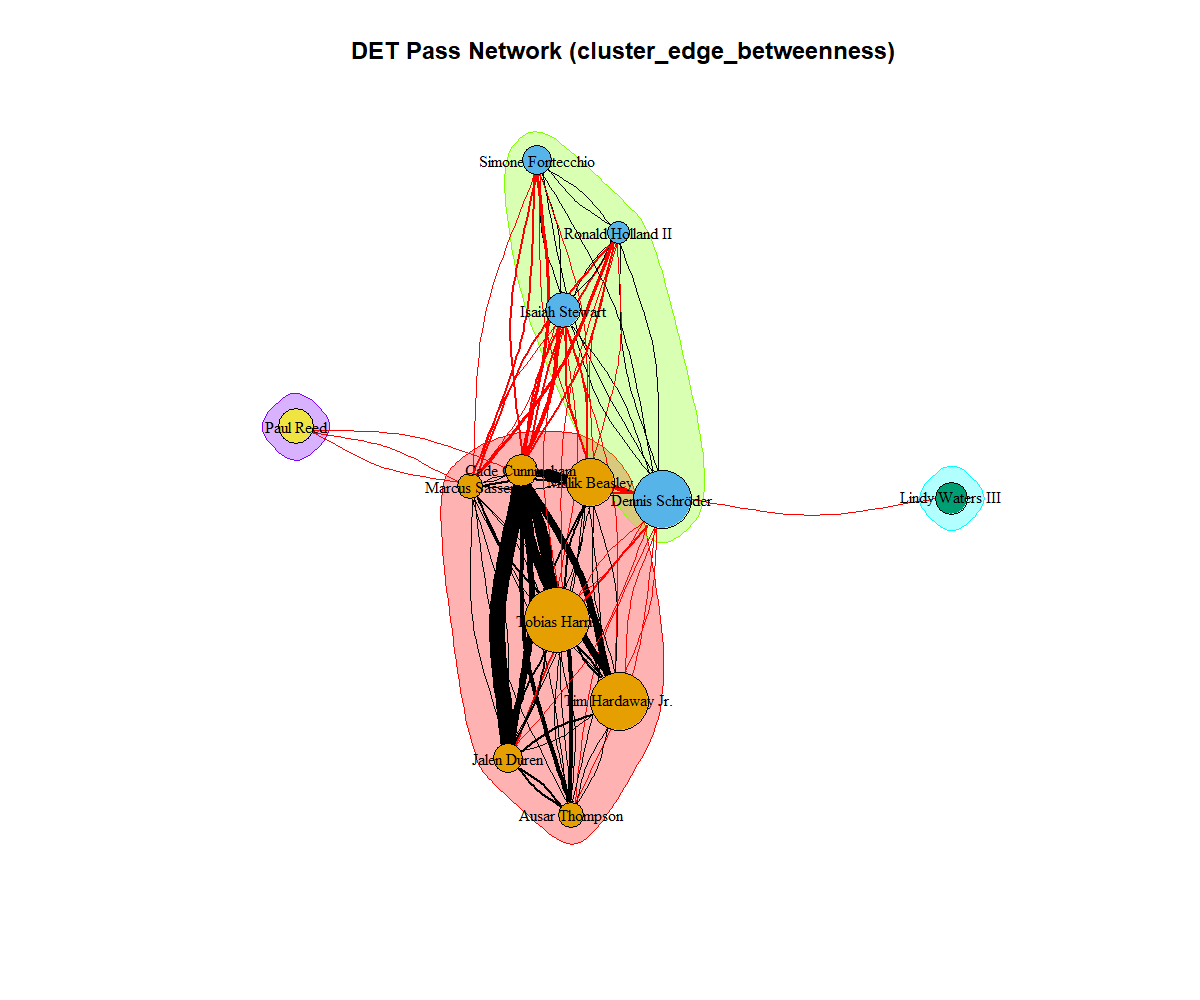 DET Pass Network (cluster_edge_betweenness)
Simone Fontecchio
Ronald Holland II
Isaiah Stewart
Paul Reed
Cade Cunningham
Malik Beasley
Marcus Sasser
Dennis Schröder
Lindy Waters III
Tobias Harris
Tim Hardaway Jr.
Jalen Duren
Ausar Thompson